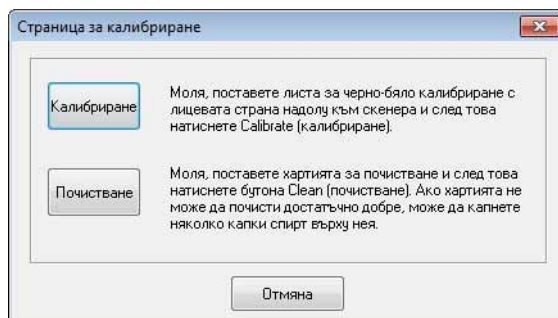 Страница за калибриране
Калибриране
Моля, поставете листа за черно-бяло калибриране с
лицевата страна надолу към скенера и след това
натиснете Calibrate (калибриране).
Почистване
Моля, поставете хартията за почистване и след това
натиснете бутона Clean (почистване). Ако хартията не
може да почисти достатъчно добре, може да капнете
няколко капки спирт върху нея.
Отмяна